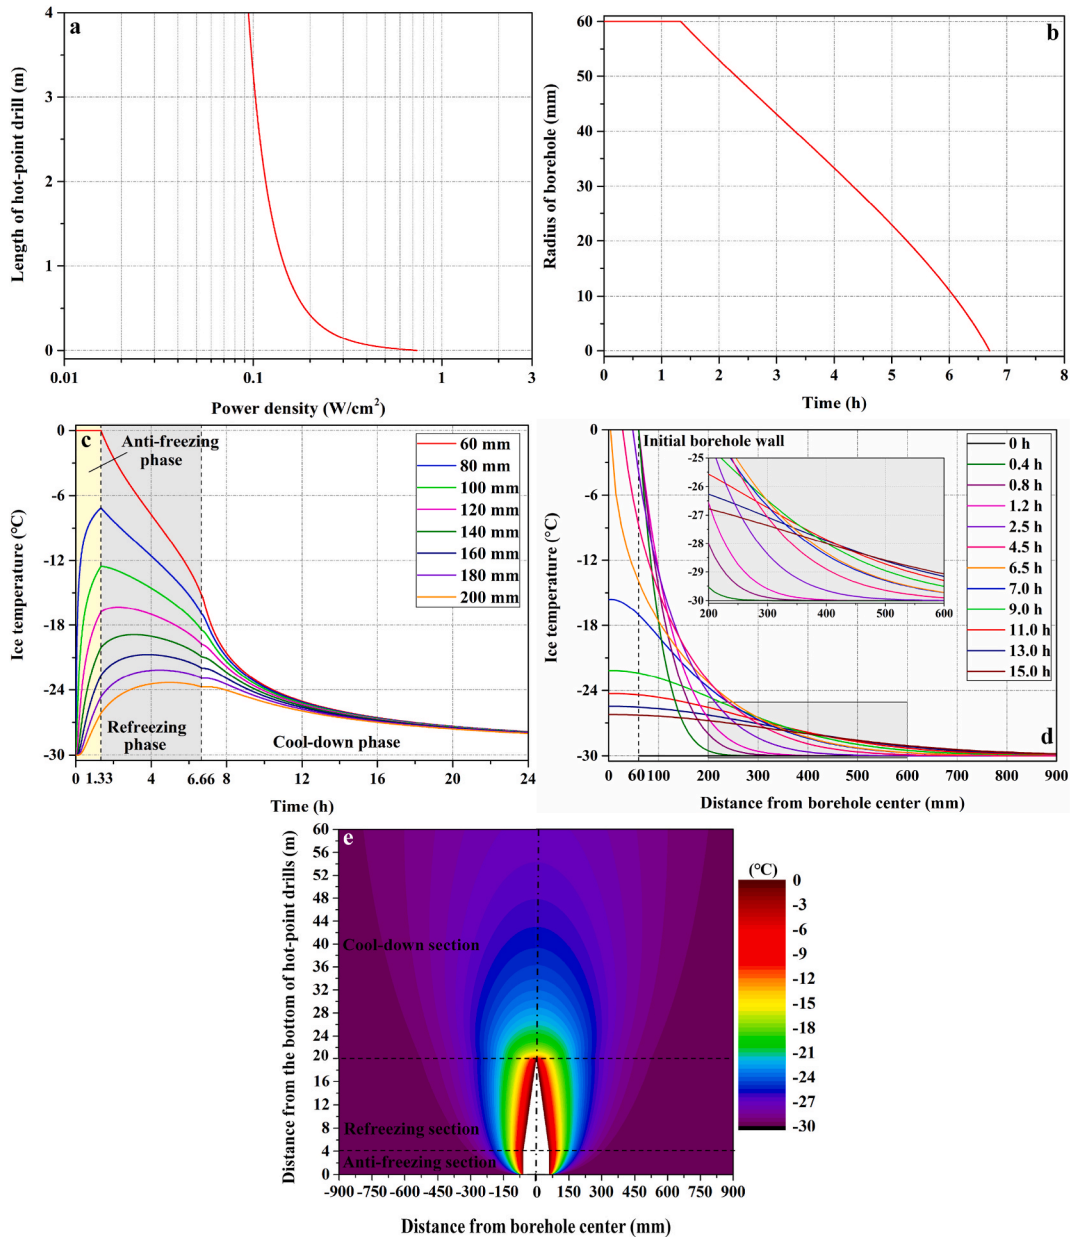 a
Length of hot-point drill (m)
4
3
2
1
0
0.01
0.1
1
3
Power density (W/cm²)
b
Radius of borehole (mm)
60
50
40
30
20
10
0
0
1
2
3
4
5
6
7
8
Time (h)
c
Ice temperature (°C)
0
-6
-12
-18
-24
-30
Anti-freezing
phase
Refreezing
phase
Cool-down phase
60 mm
80 mm
100 mm
120 mm
140 mm
160 mm
180 mm
200 mm
0
1.33
4
6.66
8
12
16
20
24
Time (h)
d
Ice temperature (°C)
0
-6
-12
-18
-24
-30
Initial borehole wall
-25
-26
-27
-28
-29
-30
200
300
400
500
600
0 h
0.4 h
0.8 h
1.2 h
2.5 h
4.5 h
6.5 h
7.0 h
9.0 h
11.0 h
13.0 h
15.0 h
0
60
100
200
300
400
500
600
700
800
900
Distance from borehole center (mm)
e
Distance from the bottom of hot-point drills (m)
60
56
52
48
44
40
36
32
28
24
20
16
12
8
4
0
Cool-down section
Refreezing section
Anti-freezing section
-900
-750
-600
-450
-300
-150
0
150
300
450
600
750
900
Distance from borehole center (mm)
(°C)
0
-3
-6
-9
-12
-15
-18
-21
-24
-27
-30